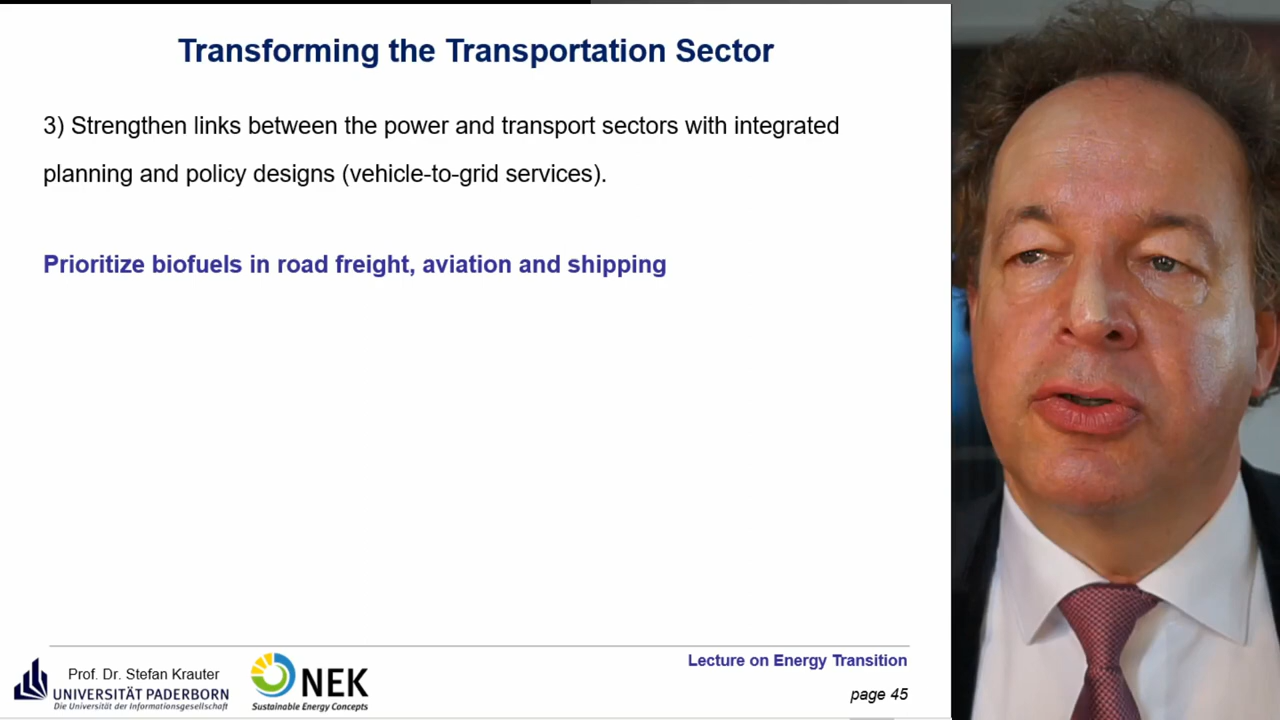 Transforming the Transportation Sector
3) Strengthen links between the power and transport sectors with integrated
planning and policy designs (vehicle-to-grid services).
Prioritize biofuels in road freight, aviation and shipping
Prof. Dr. Stefan Krauter
UNIVERSITÄT PADERBORN
Die Universität der Informationsgesellschaft
NEK
Sustainable Energy Concepts
Lecture on Energy Transition
page 45